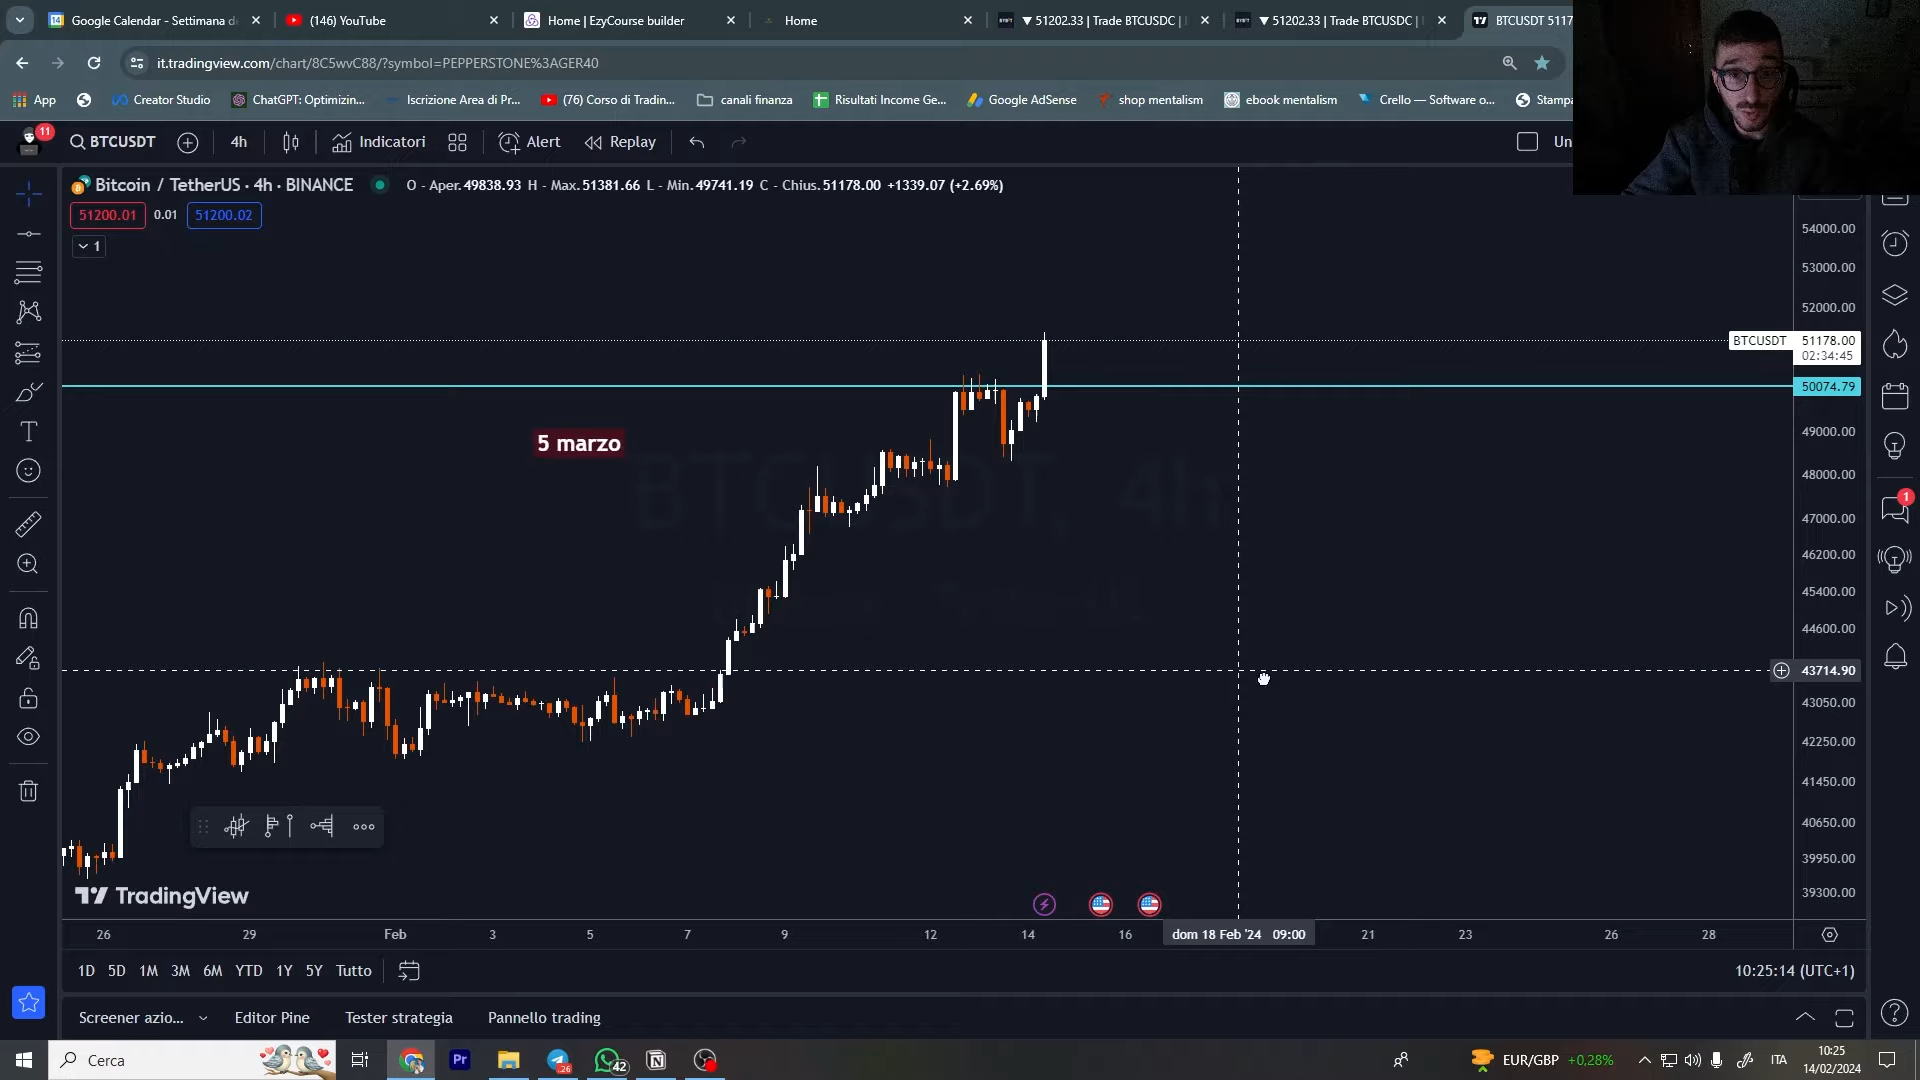 Google Calendar - Settimana d
(146) YouTube
Home | EzyCourse builder
Home
▼ 51202.33 | Trade BTCUSDC |
▼ 51202.33 | Trade BTCUSDC |
BTCUSDT 5117
it.tradingview.com/chart/8C5wvC88/?symbol=PEPPERSTONE%3AGER40
App
Creator Studio
ChatGPT: Optimizin...
Iscrizione Area di Pr...
(76) Corso di Tradin...
canali finanza
Risultati Income Ge...
Google AdSense
shop mentalism
ebook mentalism
Crello — Software o...
Stampa
11
BTCUSDT
4h
Indicatori
Alert
Replay
Un
Bitcoin / TetherUS · 4h · BINANCE
O - Aper.49838.93 H - Max.51381.66 L - Min.49741.19 C - Chius.51178.00 +1339.07 (+2.69%)
51200.01 0.01 51200.02
1
54000.00
53000.00
52000.00
BTCUSDT 51178.00
02:34:45
50074.79
5 marzo
BTCUSDT, 4h
49000.00
48000.00
47000.00
46200.00
45400.00
44600.00
43714.90
43050.00
42250.00
41450.00
40650.00
39950.00
39300.00
1
TradingView
26 29 Feb 3 5 7 9 12 14 16 dom 18 Feb '24 09:00 21 23 26 28
1D 5D 1M 3M 6M YTD 1Y 5Y Tutto
10:25:14 (UTC+1)
Screener azio... Editor Pine Tester strategia Pannello trading
Cerca
Pr
26
42
EUR/GBP +0,28%
ITA
10:25
14/02/2024